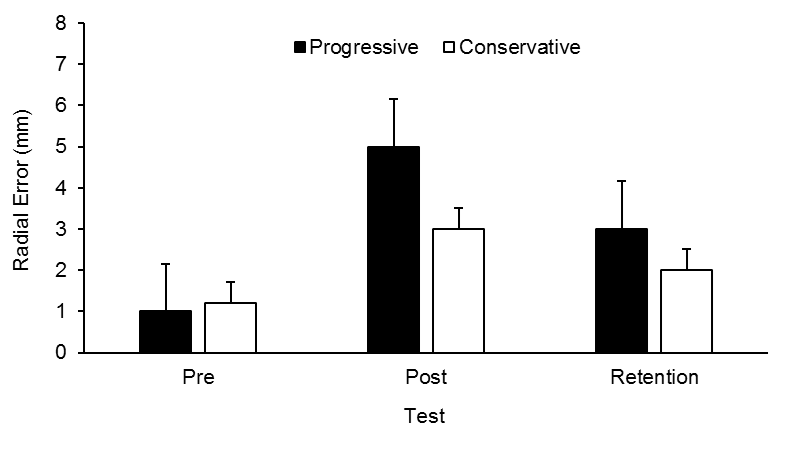 Progressive Conservative
8
7
6
5
4
3
2
1
0
Radial Error (mm)
Pre Post Retention
Test